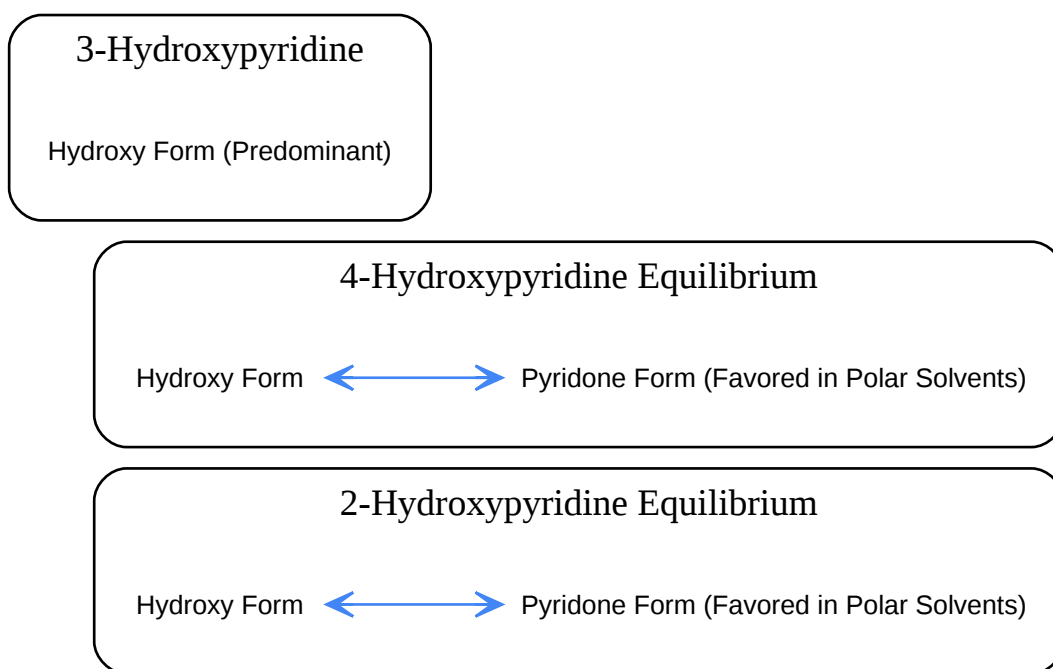 3-Hydroxypyridine
Hydroxy Form (Predominant)
4-Hydroxypyridine Equilibrium
Hydroxy Form Pyridone Form (Favored in Polar Solvents)
2-Hydroxypyridine Equilibrium
Hydroxy Form Pyridone Form (Favored in Polar Solvents)